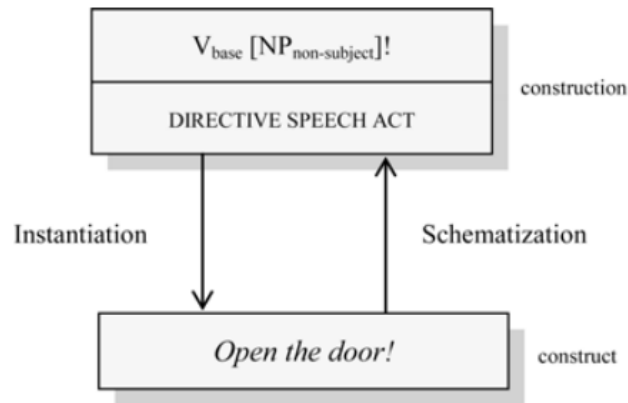 V_base [NP_non-subject]!
construction
DIRECTIVE SPEECH ACT
Instantiation
Schematization
Open the door!
construct